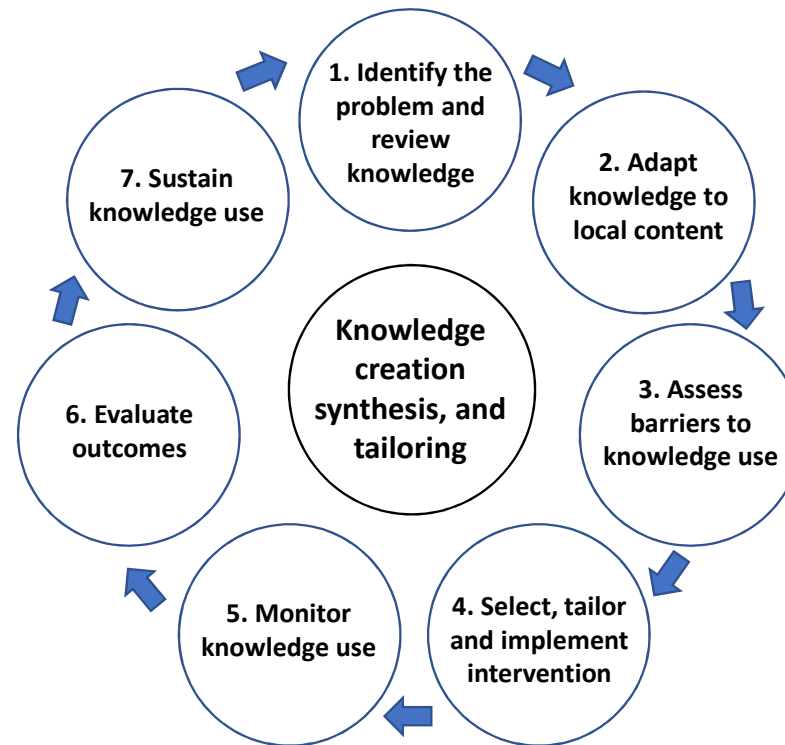 1. Identify the
problem and
review
knowledge
2. Adapt
knowledge to
local content
3. Assess
barriers to
knowledge use
4. Select, tailor
and implement
intervention
5. Monitor
knowledge use
6. Evaluate
outcomes
7. Sustain
knowledge use
Knowledge
creation
synthesis, and
tailoring